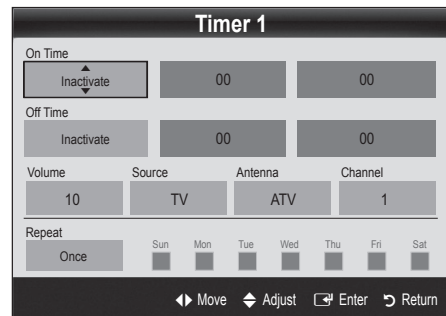 Timer 1
On Time
Inactivate 00 00
Off Time
Inactivate 00 00
Volume Source Antenna Channel
10 TV ATV 1
Repeat
Once Sun Mon Tue Wed Thu Fri Sat
Move Adjust Enter Return